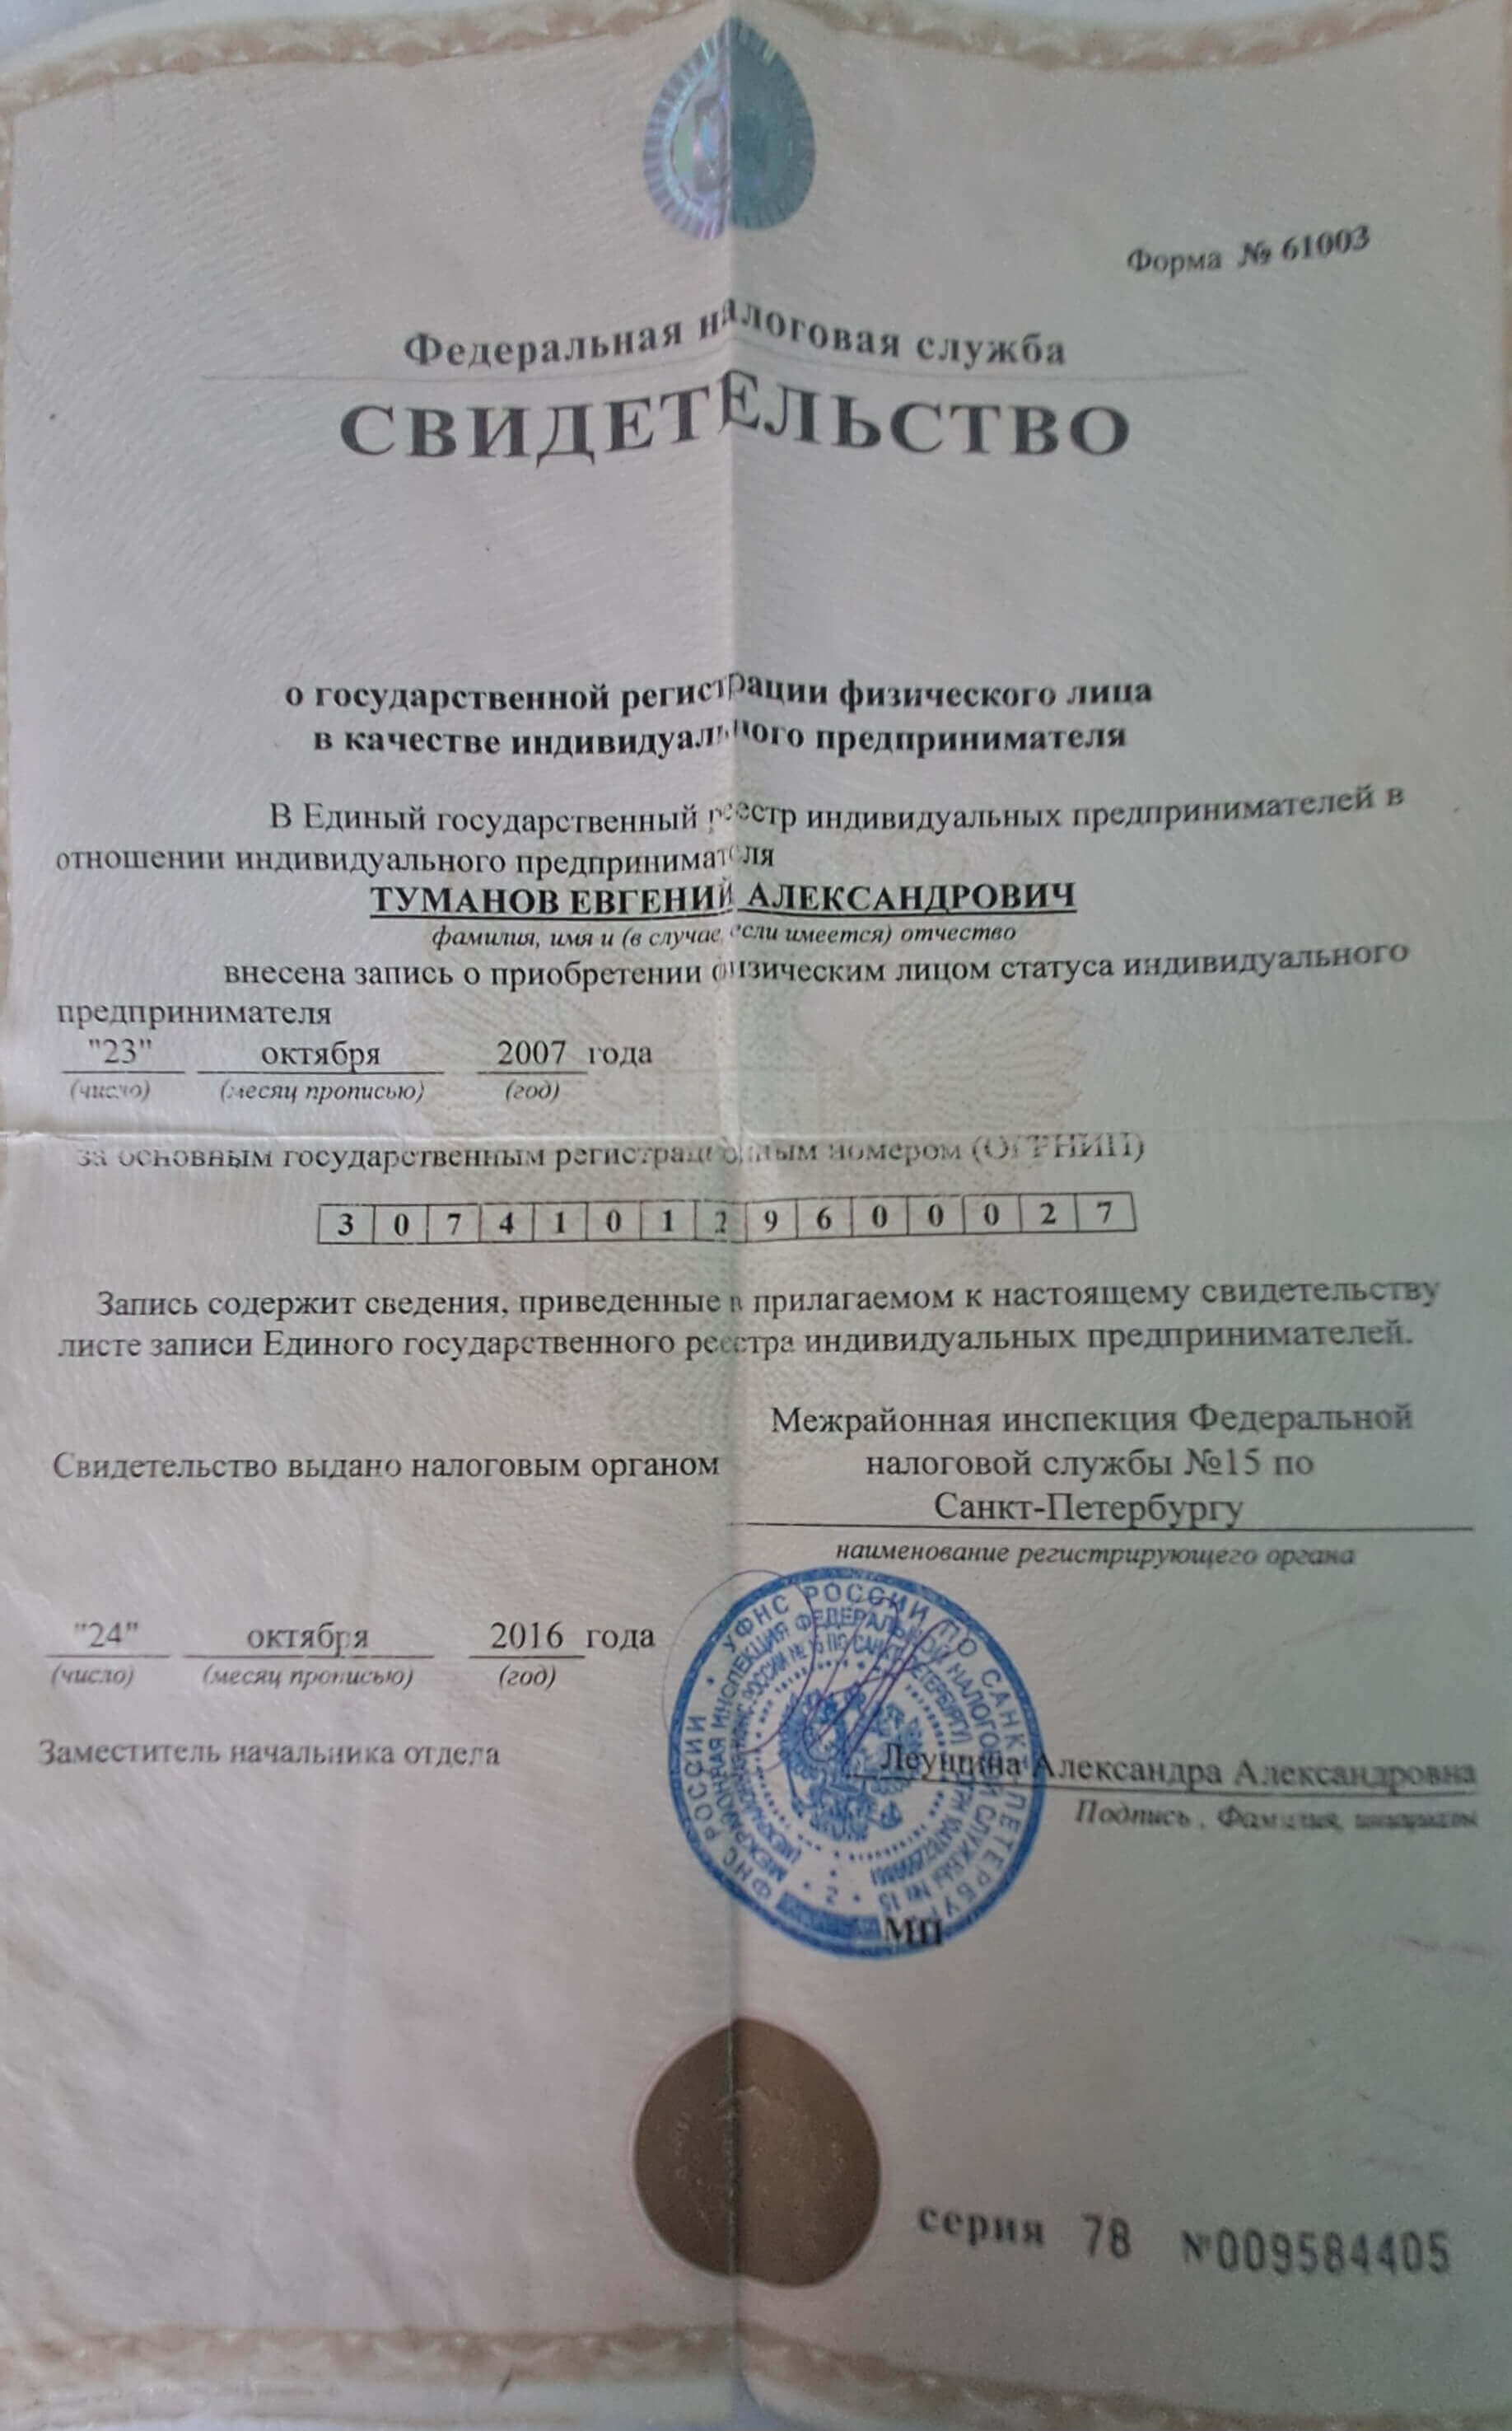 Форма № 61003
Федеральная налоговая служба
СВИДЕТЕЛЬСТВО
о государственной регистрации физического лица
в качестве индивидуального предпринимателя
В Единый государственный реестр индивидуальных предпринимателей в
отношении индивидуального предпринимателя
ТУМАНОВ ЕВГЕНИЙ АЛЕКСАНДРОВИЧ
фамилия, имя и (в случае, если имеется) отчество
внесена запись о приобретении физическим лицом статуса индивидуального
предпринимателя
"23" октября 2007 года
(число) (месяц прописью) (год)
за основным государственным регистрационным номером (ОГРНИП)
3 0 7 4 1 0 1 2 9 6 0 0 0 2 7
Запись содержит сведения, приведенные в прилагаемом к настоящему свидетельству
листе записи Единого государственного реестра индивидуальных предпринимателей.
Свидетельство выдано налоговым органом
Межрайонная инспекция Федеральной
налоговой службы №15 по
Санкт-Петербургу
наименование регистрирующего органа
"24" октября 2016 года
(число) (месяц прописью) (год)
Заместитель начальника отдела
Александра Александровна
Подпись, Фамилия, инициалы
УФНС РОССИИ ПО САНКТ-ПЕТЕРБУРГУ
ФНС РОССИИ
МЕЖРАЙОННАЯ ИНСПЕКЦИЯ ФЕДЕРАЛЬНОЙ НАЛОГОВОЙ СЛУЖБЫ № 15
МП
серия 78 №009584405